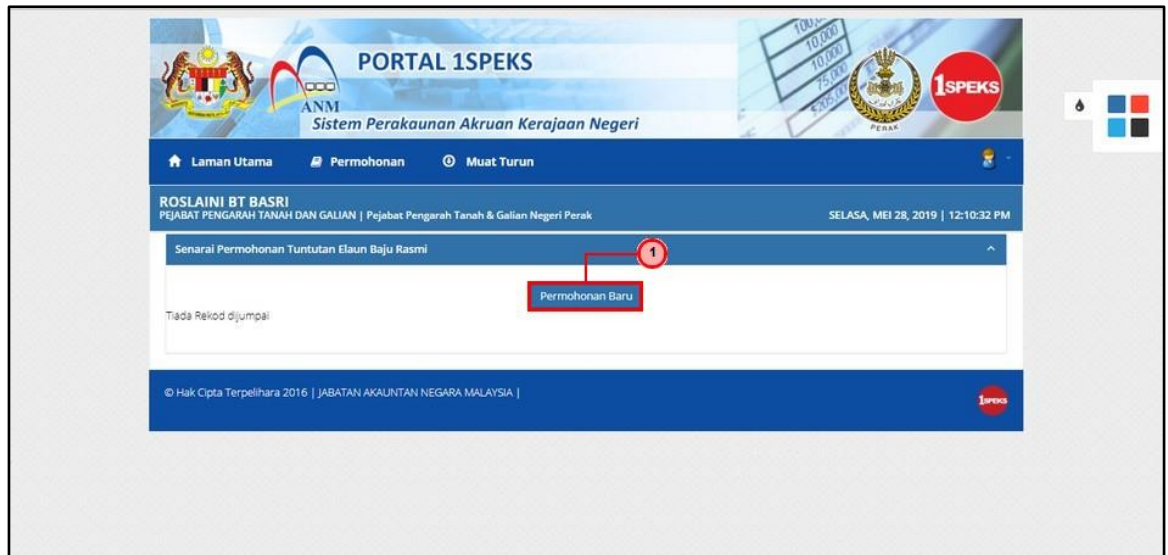 PORTAL 1SPEKS
ANM
Sistem Perakaunan Akruan Kerajaan Negeri
PERAK
1SPEKS
Laman Utama
Permohonan
Muat Turun
ROSLAINI BT BASRI
PEJABAT PENGARAH TANAH DAN GALIAN | Pejabat Pengarah Tanah & Galian Negeri Perak
SELASA, MEI 28, 2019 | 12:10:32 PM
Senarai Permohonan Tuntutan Elaun Baju Rasmi
1
Permohonan Baru
Tiada Rekod dijumpai
© Hak Cipta Terpelihara 2016 | JABATAN AKAUNTAN NEGARA MALAYSIA |
1SPEKS